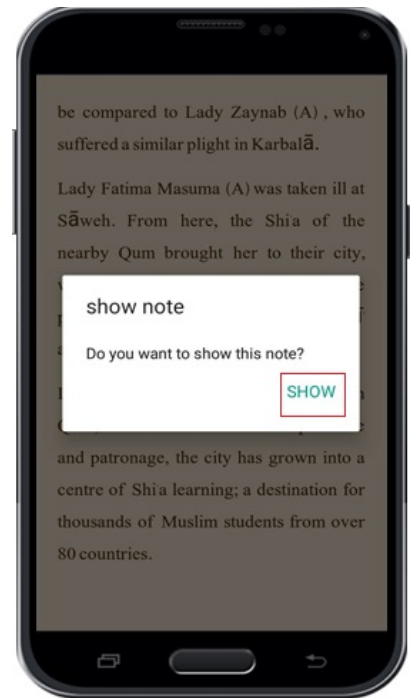 be compared to Lady Zaynab (A) , who
suffered a similar plight in Karbalā.
Lady Fatima Masuma (A) was taken ill at
Sāweh. From here, the Shia of the
nearby Qum brought her to their city,
show note
Do you want to show this note?
SHOW
and patronage, the city has grown into a
centre of Shia learning; a destination for
thousands of Muslim students from over
80 countries.